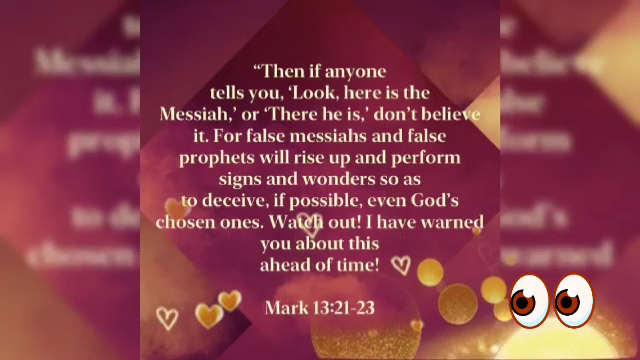 “Then if anyone
tells you, ‘Look, here is the
Messiah,’ or ‘There he is,’ don’t believe
it. For false messiahs and false
prophets will rise up and perform
signs and wonders so as
to deceive, if possible, even God’s
chosen ones. Watch out! I have warned
you about this
ahead of time!
Mark 13:21-23